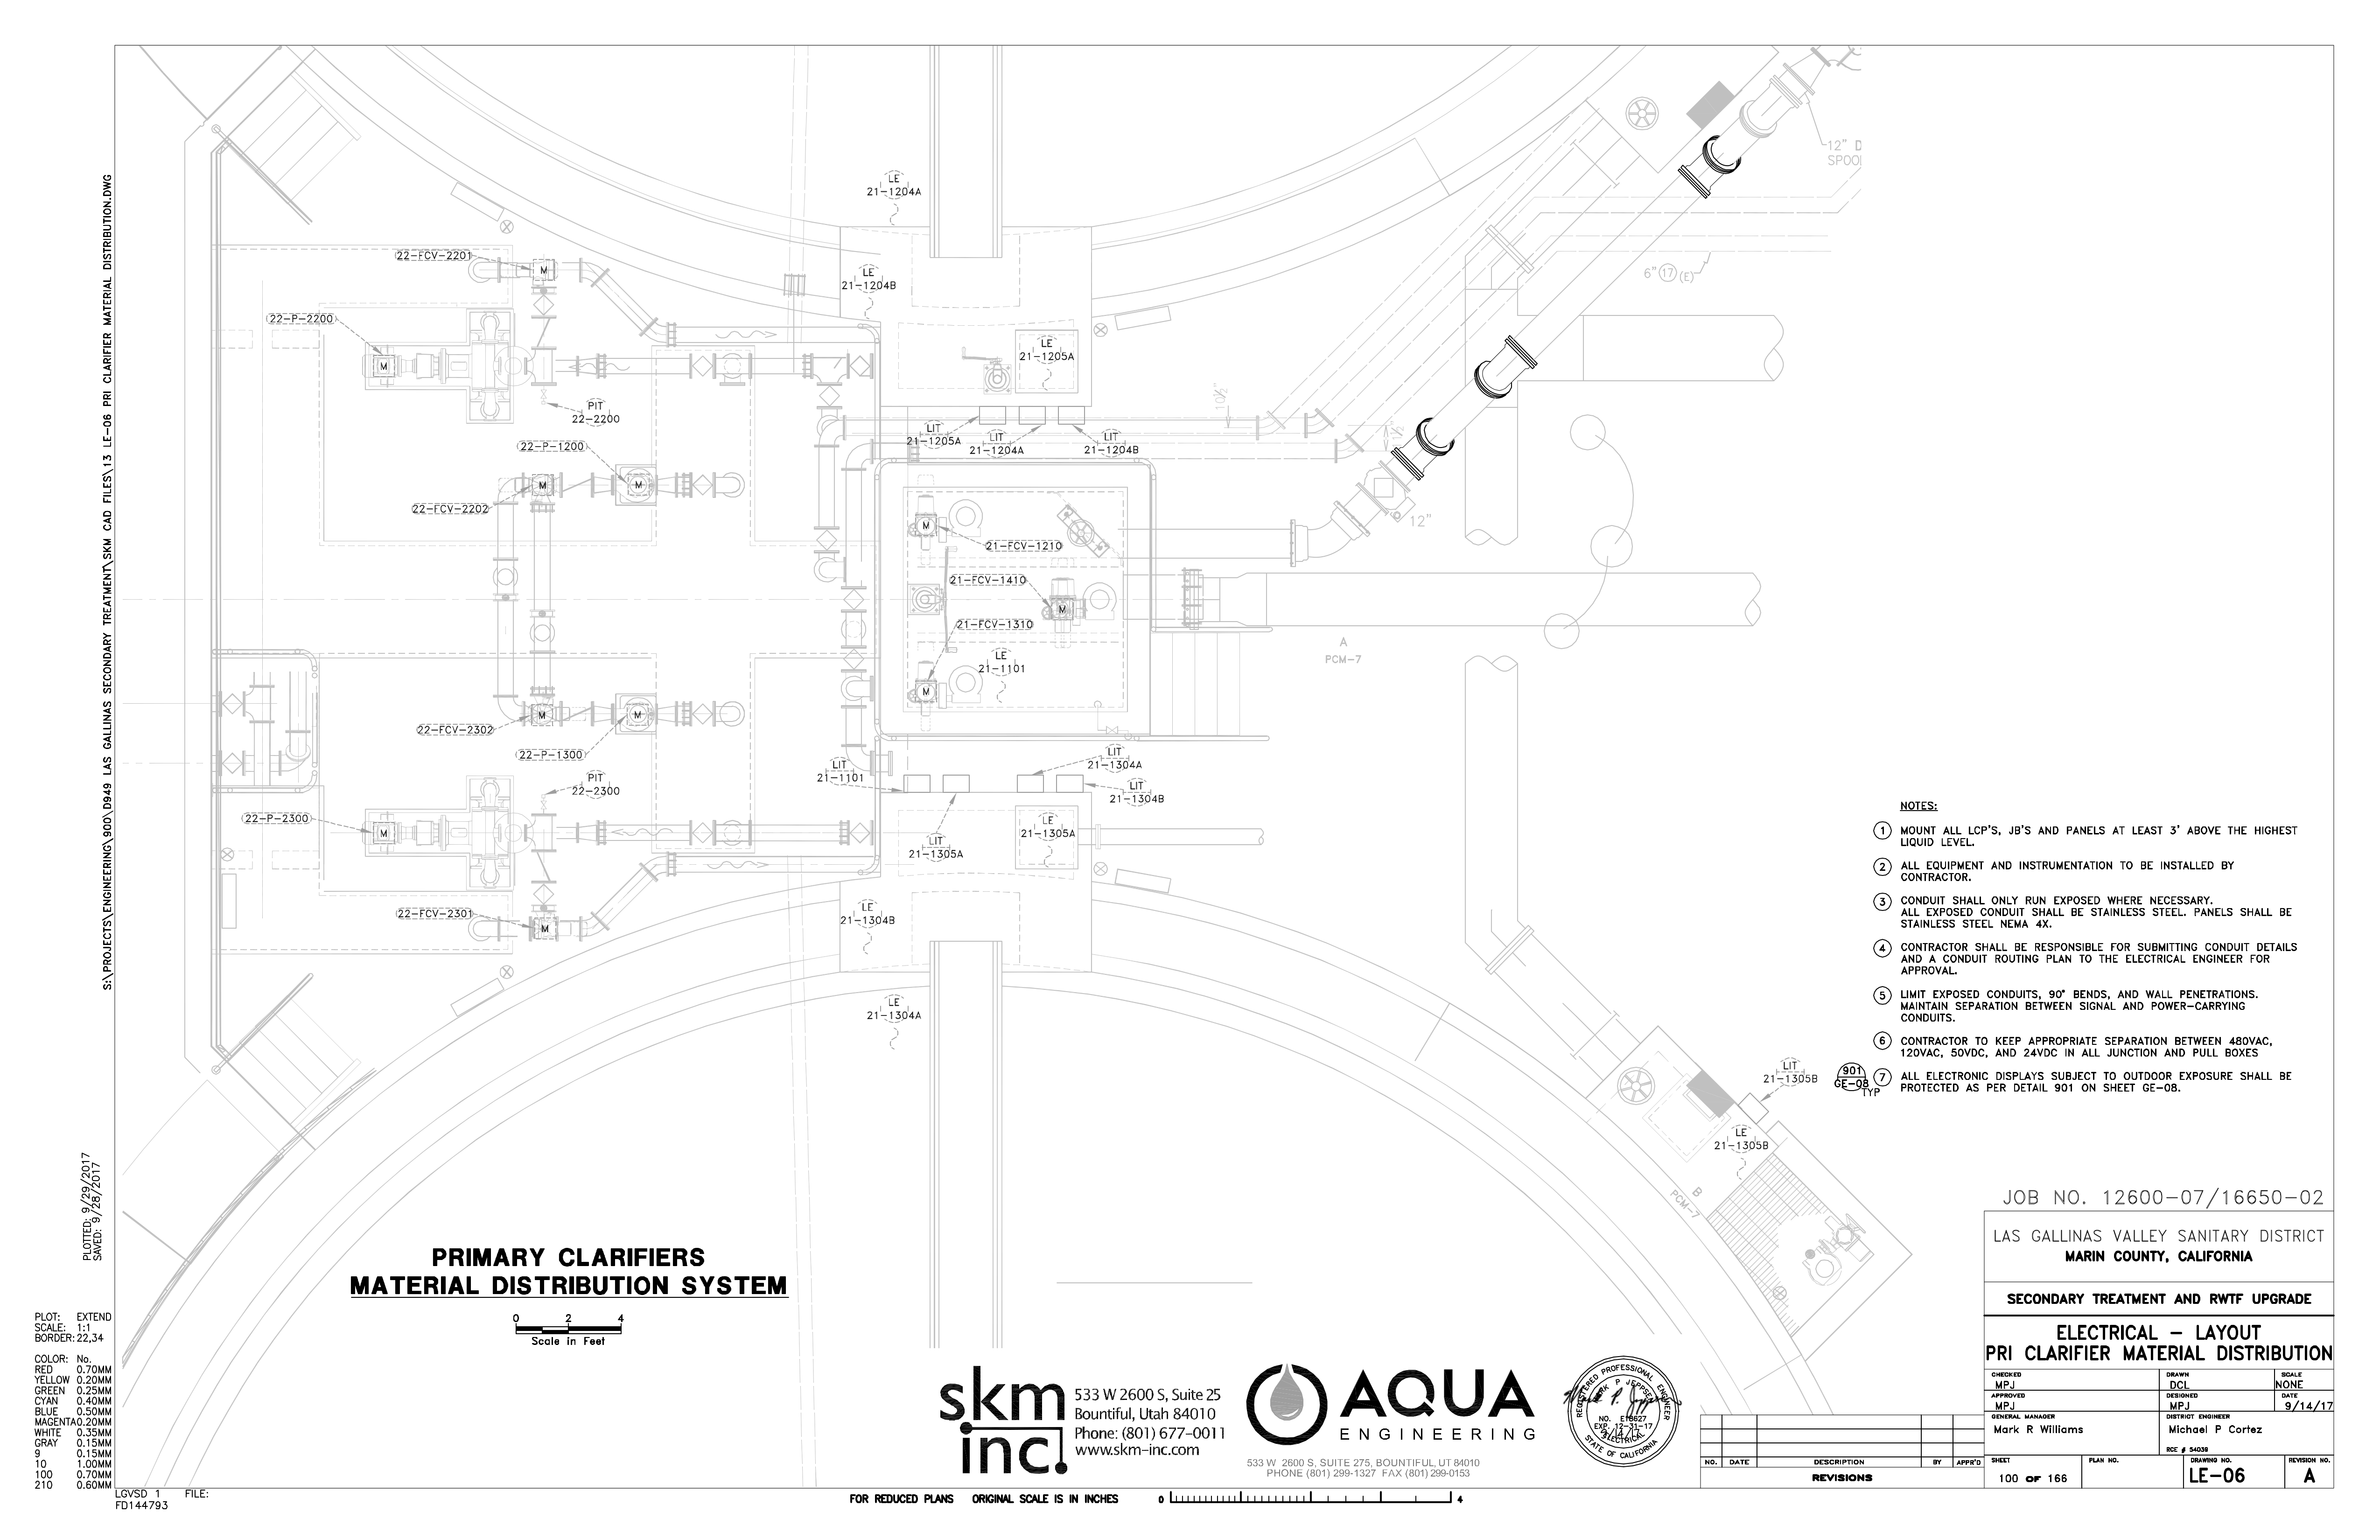 S:\PROJECTS\ENGINEERING\900\D949 LAS GALLINAS SECONDARY TREATMENT\SKM CAD FILES\13 LE-06 PRI CLARIFIER MATERIAL DISTRIBUTION.DWG
PLOTTED: 9/29/2017
SAVED: 9/28/2017
PLOT: EXTEND
SCALE: 1:1
BORDER: 22,34
COLOR: No.
RED 0.70MM
YELLOW 0.20MM
GREEN 0.25MM
CYAN 0.40MM
BLUE 0.50MM
MAGENTA 0.20MM
WHITE 0.35MM
GRAY 0.15MM
9 0.15MM
10 1.00MM
100 0.70MM
210 0.60MM
LGVSD 1 FILE:
FD144793
LE
21-1204A
LE
21-1204B
LE
21-1205A
22-FCV-2201
M
22-P-2200
M
PIT
22-2200
22-P-1200
M
M
22-FCV-2202
LIT
21-1205A
LIT
21-1204A
LIT
21-1204B
10½"
½"
12" D
SPOO
6" 17 (E)
12"
M
21-FCV-1210
21-FCV-1410
M
21-FCV-1310
LE
21-1101
M
A
PCM-7
M
22-FCV-2302
M
22-P-1300
PIT
22-2300
22-P-2300
M
22-FCV-2301
M
LIT
21-1101
LIT
21-1304A
LIT
21-1304B
LIT
21-1305A
LE
21-1305A
LE
21-1304B
LE
21-1304A
LIT
21-1305B
LE
21-1305B
B
PCM-7
NOTES:
1 MOUNT ALL LCP'S, JB'S AND PANELS AT LEAST 3' ABOVE THE HIGHEST
LIQUID LEVEL.
2 ALL EQUIPMENT AND INSTRUMENTATION TO BE INSTALLED BY
CONTRACTOR.
3 CONDUIT SHALL ONLY RUN EXPOSED WHERE NECESSARY.
ALL EXPOSED CONDUIT SHALL BE STAINLESS STEEL. PANELS SHALL BE
STAINLESS STEEL NEMA 4X.
4 CONTRACTOR SHALL BE RESPONSIBLE FOR SUBMITTING CONDUIT DETAILS
AND A CONDUIT ROUTING PLAN TO THE ELECTRICAL ENGINEER FOR
APPROVAL.
5 LIMIT EXPOSED CONDUITS, 90° BENDS, AND WALL PENETRATIONS.
MAINTAIN SEPARATION BETWEEN SIGNAL AND POWER-CARRYING
CONDUITS.
6 CONTRACTOR TO KEEP APPROPRIATE SEPARATION BETWEEN 480VAC,
120VAC, 50VDC, AND 24VDC IN ALL JUNCTION AND PULL BOXES
901
GE-08
TYP
7 ALL ELECTRONIC DISPLAYS SUBJECT TO OUTDOOR EXPOSURE SHALL BE
PROTECTED AS PER DETAIL 901 ON SHEET GE-08.
PRIMARY CLARIFIERS
MATERIAL DISTRIBUTION SYSTEM
0 2 4
Scale in Feet
skm
inc.
533 W 2600 S, Suite 25
Bountiful, Utah 84010
Phone: (801) 677-0011
www.skm-inc.com
AQUA
ENGINEERING
533 W 2600 S, SUITE 275, BOUNTIFUL, UT 84010
PHONE (801) 299-1327 FAX (801) 299-0153
REGISTERED PROFESSIONAL ENGINEER
MARK P JEPPSEN
NO. E18627
EXP. 12-31-17
9/14/17
ELECTRICAL
STATE OF CALIFORNIA
FOR REDUCED PLANS ORIGINAL SCALE IS IN INCHES 0 4
JOB NO. 12600-07/16650-02
LAS GALLINAS VALLEY SANITARY DISTRICT
MARIN COUNTY, CALIFORNIA
SECONDARY TREATMENT AND RWTF UPGRADE
ELECTRICAL - LAYOUT
PRI CLARIFIER MATERIAL DISTRIBUTION
CHECKED DRAWN SCALE
MPJ DCL NONE
APPROVED DESIGNED DATE
MPJ MPJ 9/14/17
GENERAL MANAGER DISTRICT ENGINEER
Mark R Williams Michael P Cortez
RCE # 54039
SHEET PLAN NO. DRAWING NO. REVISION NO.
100 OF 166 LE-06 A
NO. DATE DESCRIPTION BY APPR'D
REVISIONS